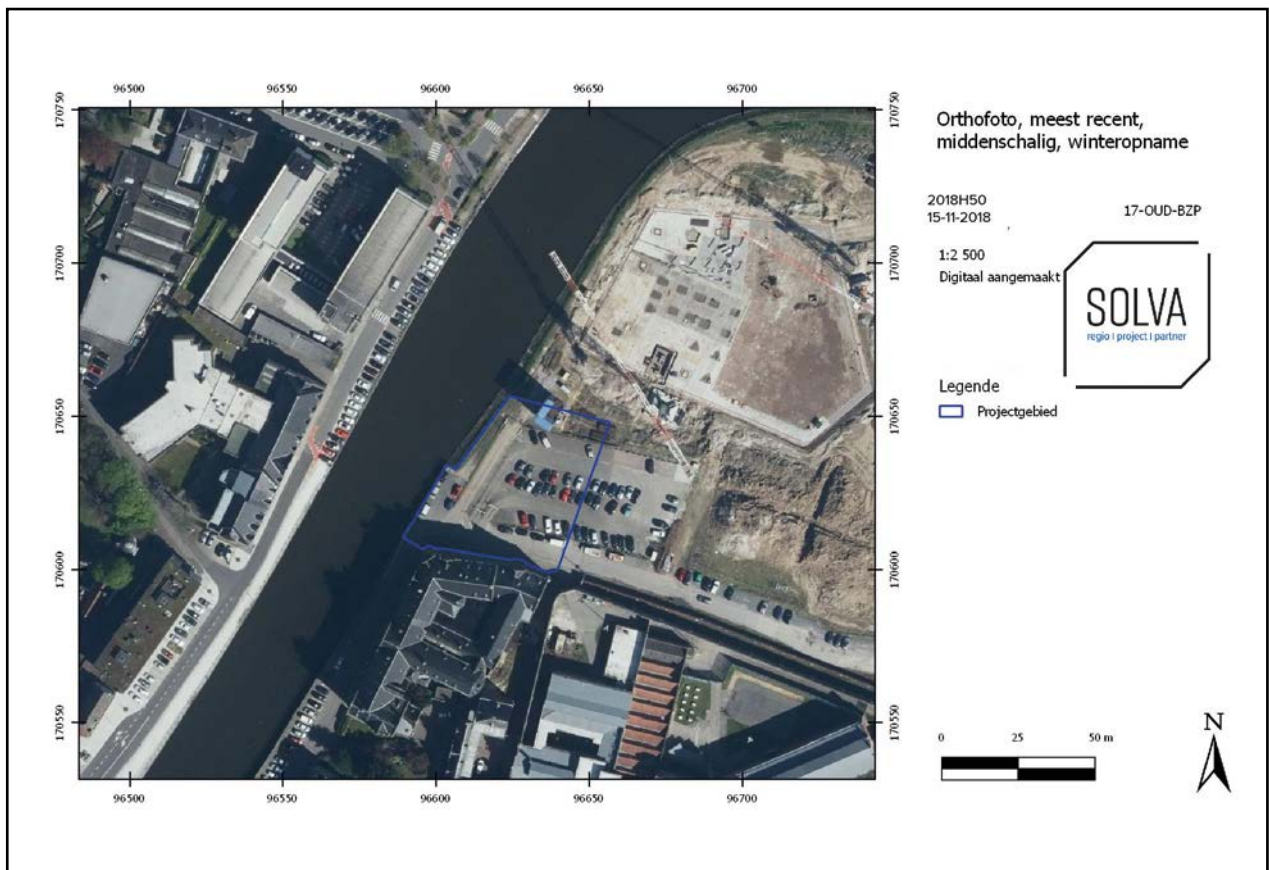 96500 96550 96600 96650 96700
170750 170750
170700 170700
170650 170650
170600 170600
170550 170550
96500 96550 96600 96650 96700
Orthofoto, meest recent,
middenschalig, winteropname
2018H50
15-11-2018
17-OUD-BZP
1:2 500
Digitaal aangemaakt
SOLVA
regio I project I partner
Legende
Projectgebied
N
0 25 50 m